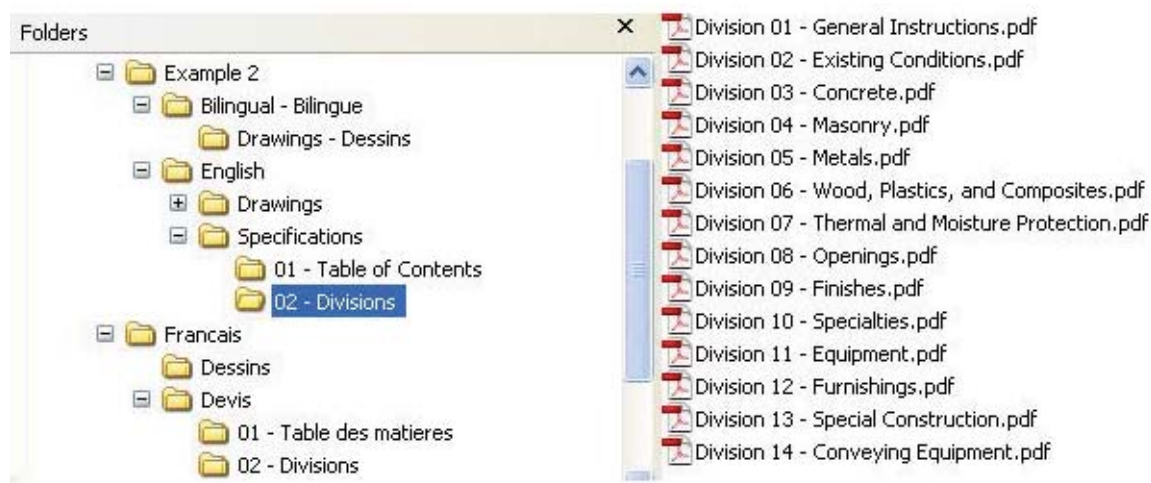 Folders
Example 2
Bilingual - Bilingue
Drawings - Dessins
English
Drawings
Specifications
01 - Table of Contents
02 - Divisions
Francais
Dessins
Devis
01 - Table des matieres
02 - Divisions
Division 01 - General Instructions.pdf
Division 02 - Existing Conditions.pdf
Division 03 - Concrete.pdf
Division 04 - Masonry.pdf
Division 05 - Metals.pdf
Division 06 - Wood, Plastics, and Composites.pdf
Division 07 - Thermal and Moisture Protection.pdf
Division 08 - Openings.pdf
Division 09 - Finishes.pdf
Division 10 - Specialties.pdf
Division 11 - Equipment.pdf
Division 12 - Furnishings.pdf
Division 13 - Special Construction.pdf
Division 14 - Conveying Equipment.pdf